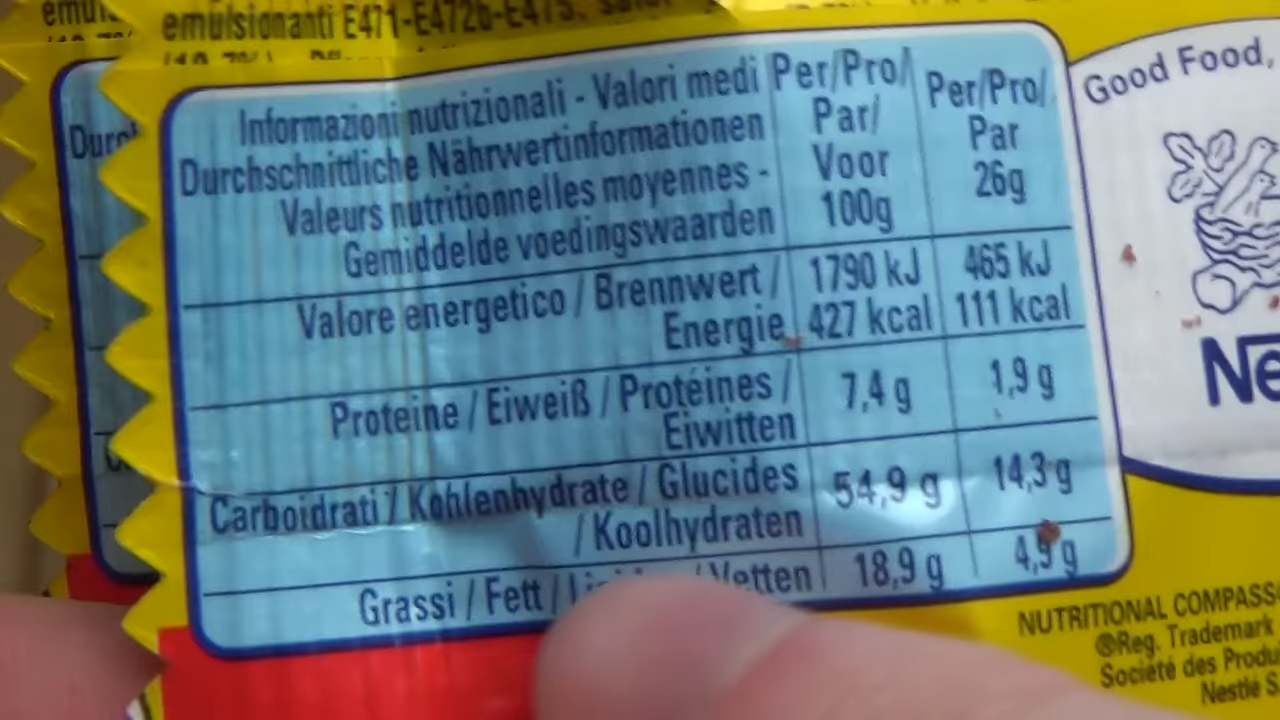 emulsionanti E471-E472b-E475,
Informazioni nutrizionali - Valori medi
Durchschnittliche Nährwertinformationen
Valeurs nutritionnelles moyennes -
Gemiddelde voedingswaarden
Per/Pro/
Par/
Voor
100g
Per/Pro/
Par
26g
Valore energetico / Brennwert /
Energie
1790 kJ
427 kcal
465 kJ
111 kcal
Proteine / Eiweiß / Protéines /
Eiwitten
7,4 g
1,9 g
Carboidrati / Kohlenhydrate / Glucides
/ Koolhydraten
54,9 g
14,3 g
Grassi / Fett / / Vetten
18,9 g
4,9 g
Good Food,
NUTRITIONAL COMPASS
®Reg. Trademark
Société des Produ
Nestlé S